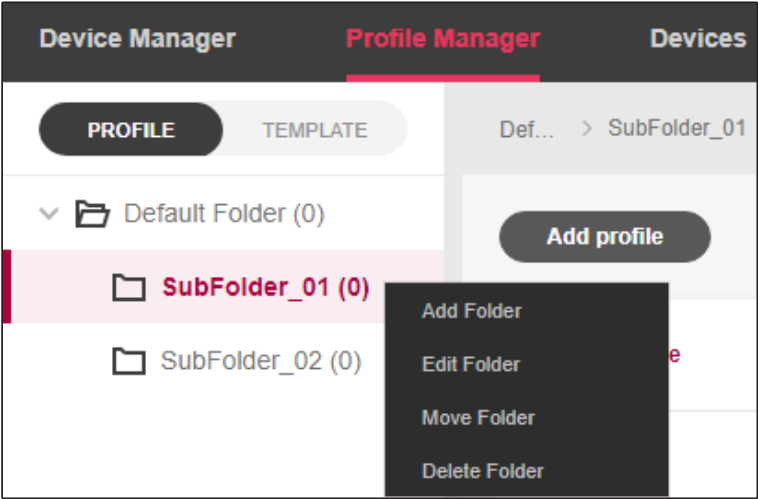 Device Manager Profile Manager Devices
PROFILE TEMPLATE Def... > SubFolder_01
Default Folder (0)
Add profile
SubFolder_01 (0)
Add Folder
e
SubFolder_02 (0)
Edit Folder
Move Folder
Delete Folder